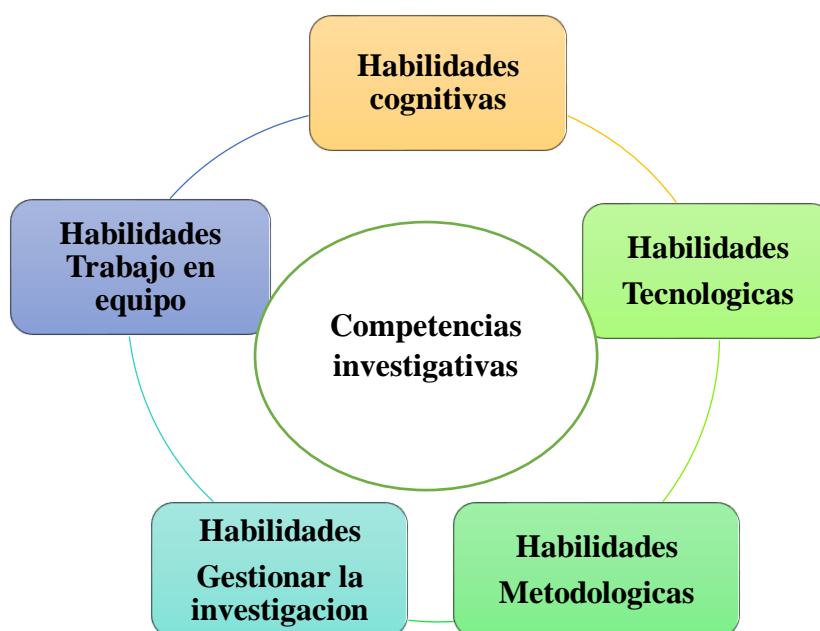 Habilidades
cognitivas
Habilidades
Trabajo en
equipo
Habilidades
Tecnologicas
Competencias
investigativas
Habilidades
Gestionar la
investigacion
Habilidades
Metodologicas